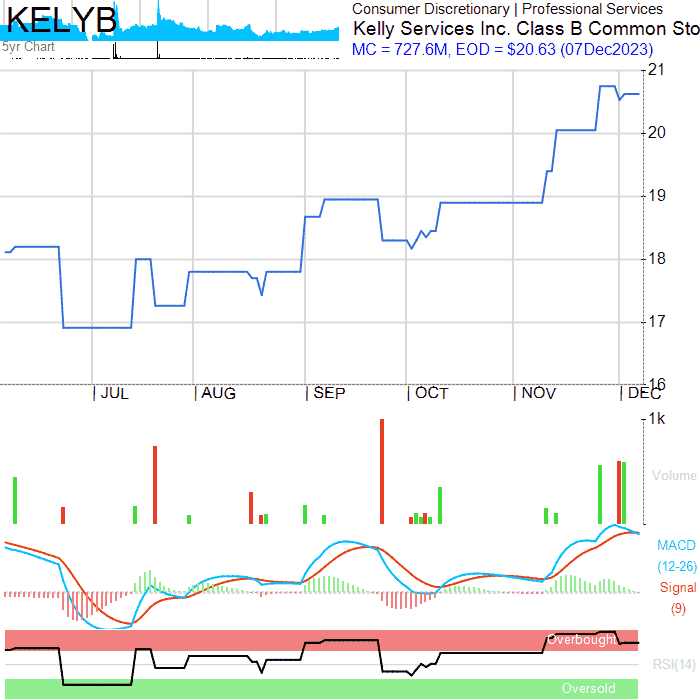 KELYB
5yr Chart
Consumer Discretionary | Professional Services
Kelly Services Inc. Class B Common Sto
MC = 727.6M, EOD = $20.63 (07Dec2023)
21
20
19
18
17
16
JUL AUG SEP OCT NOV DEC
1k
Volume
MACD
(12-26)
Signal
(9)
Overbought
RSI(14)
Oversold